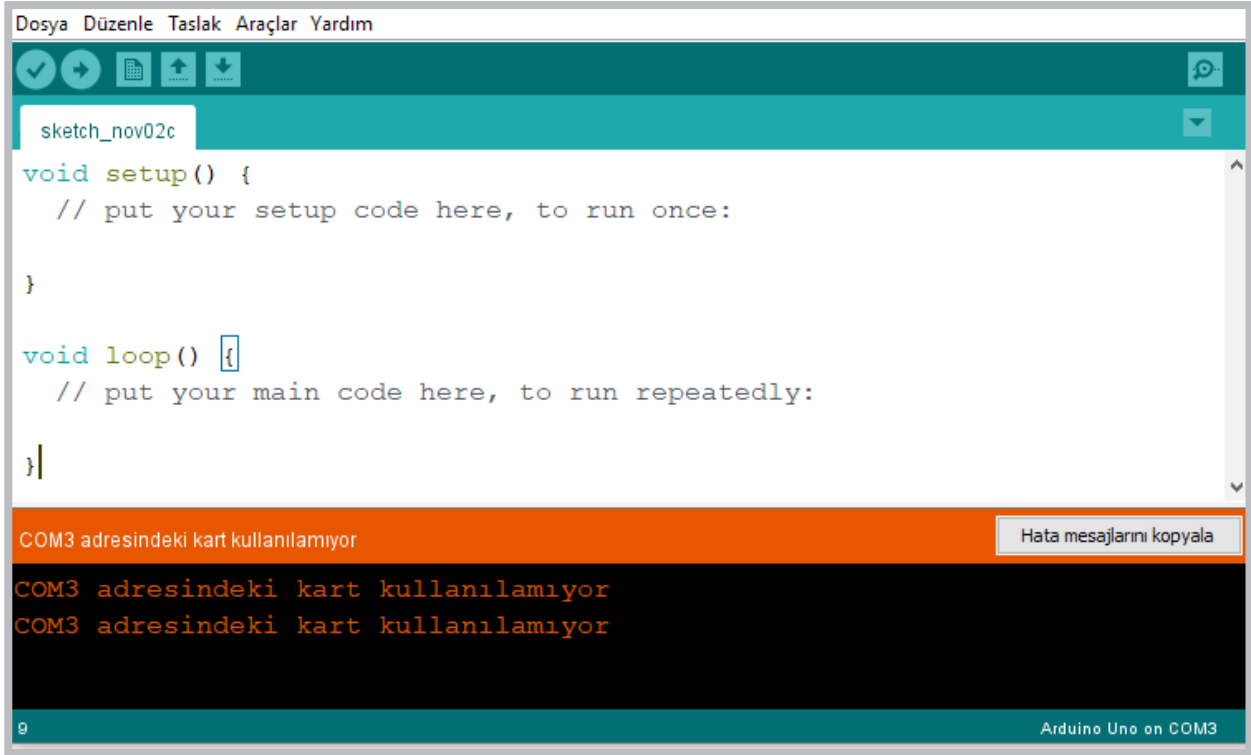 Dosya Düzenle Taslak Araçlar Yardım
sketch_nov02c
void setup() {
  // put your setup code here, to run once:
}
void loop() {
  // put your main code here, to run repeatedly:
}
COM3 adresindeki kart kullanılamıyor
Hata mesajlarını kopyala
COM3 adresindeki kart kullanılamıyor
COM3 adresindeki kart kullanılamıyor
9
Arduino Uno on COM3